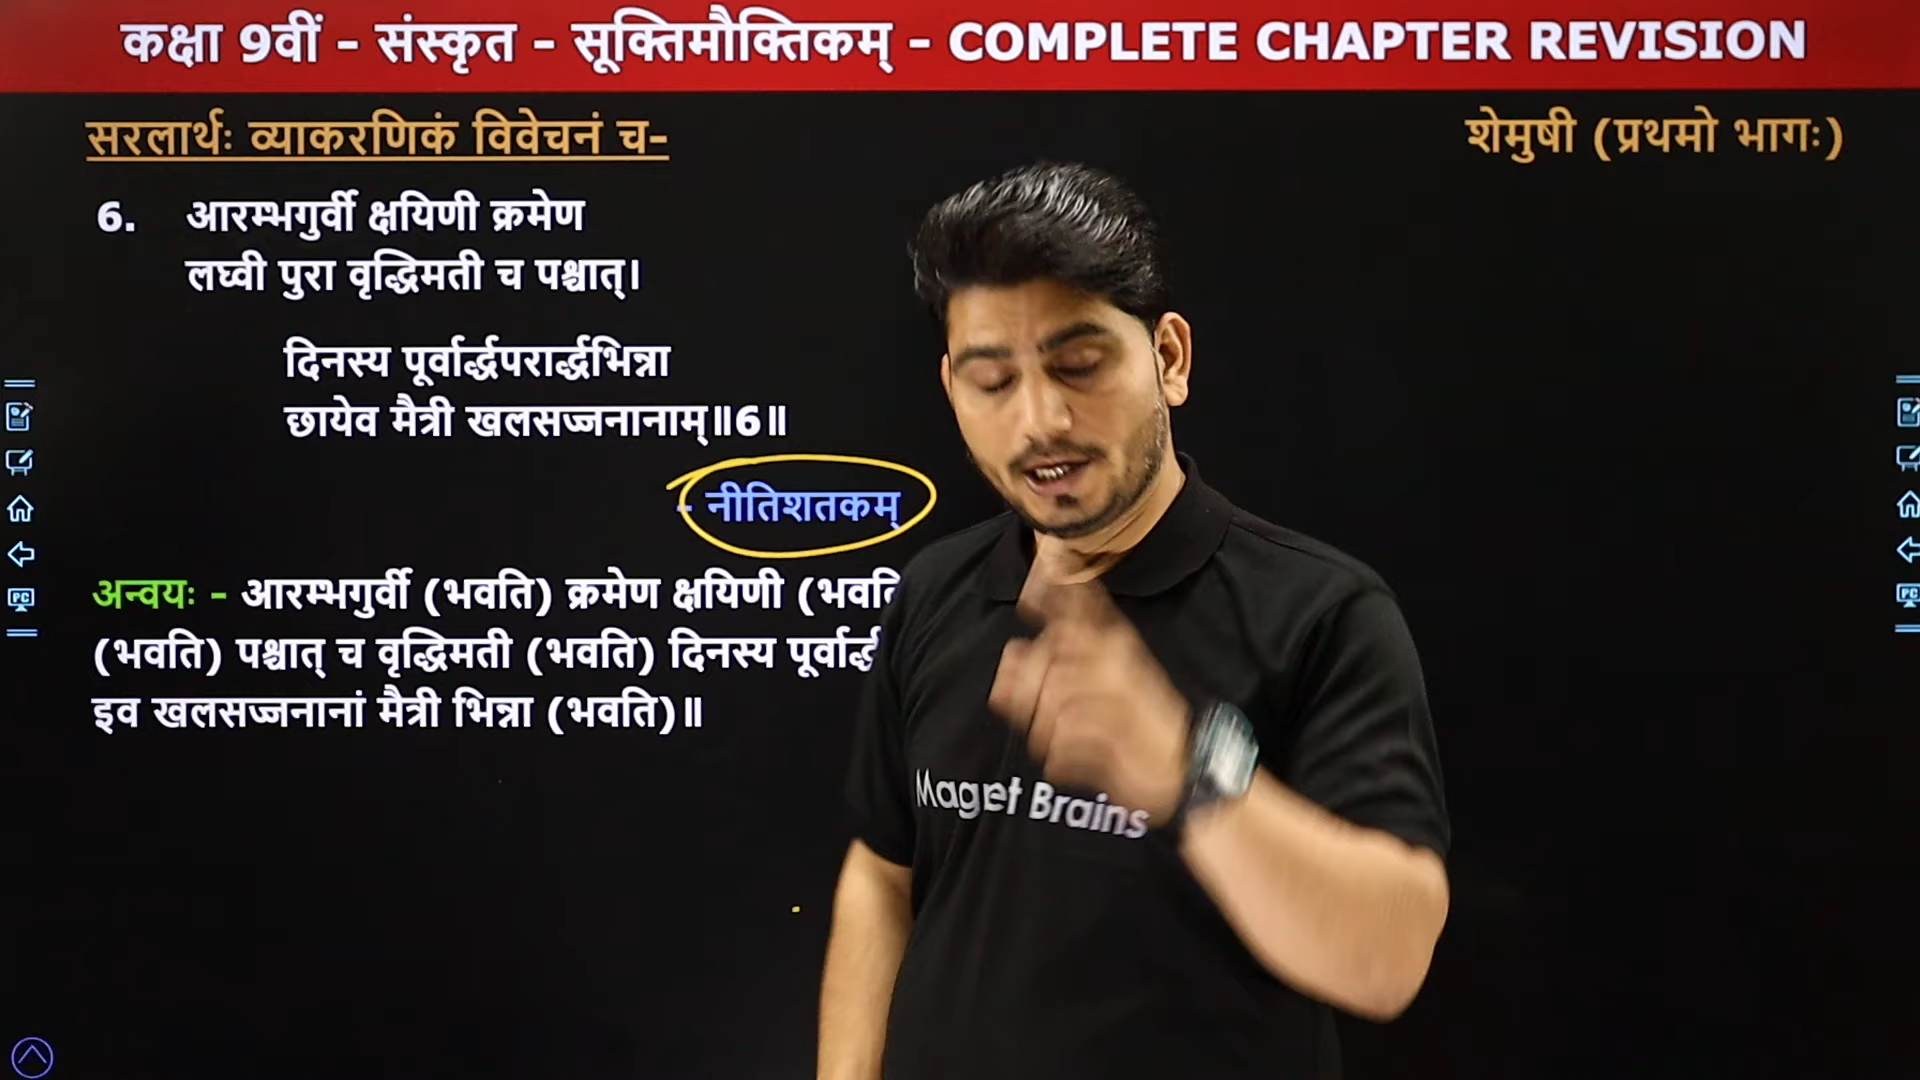 कक्षा 9वीं - संस्कृत - सूक्तिमौक्तिकम् - COMPLETE CHAPTER REVISION
सरलार्थः व्याकरणिकं विवेचनं च-
शेमुषी (प्रथमो भागः)
6. आरम्भगुर्वी क्षयिणी क्रमेण
लघ्वी पुरा वृद्धिमती च पश्चात्।
दिनस्य पूर्वार्द्धपरार्द्धभिन्ना
छायेव मैत्री खलसज्जनानाम्॥6॥
- नीतिशतकम्
अन्वयः - आरम्भगुर्वी (भवति) क्रमेण क्षयिणी
(भवति) पश्चात् च वृद्धिमती (भवति) दिनस्य
इव खलसज्जनानां मैत्री भिन्ना (भवति)॥
Magnet Brains
PC
PC